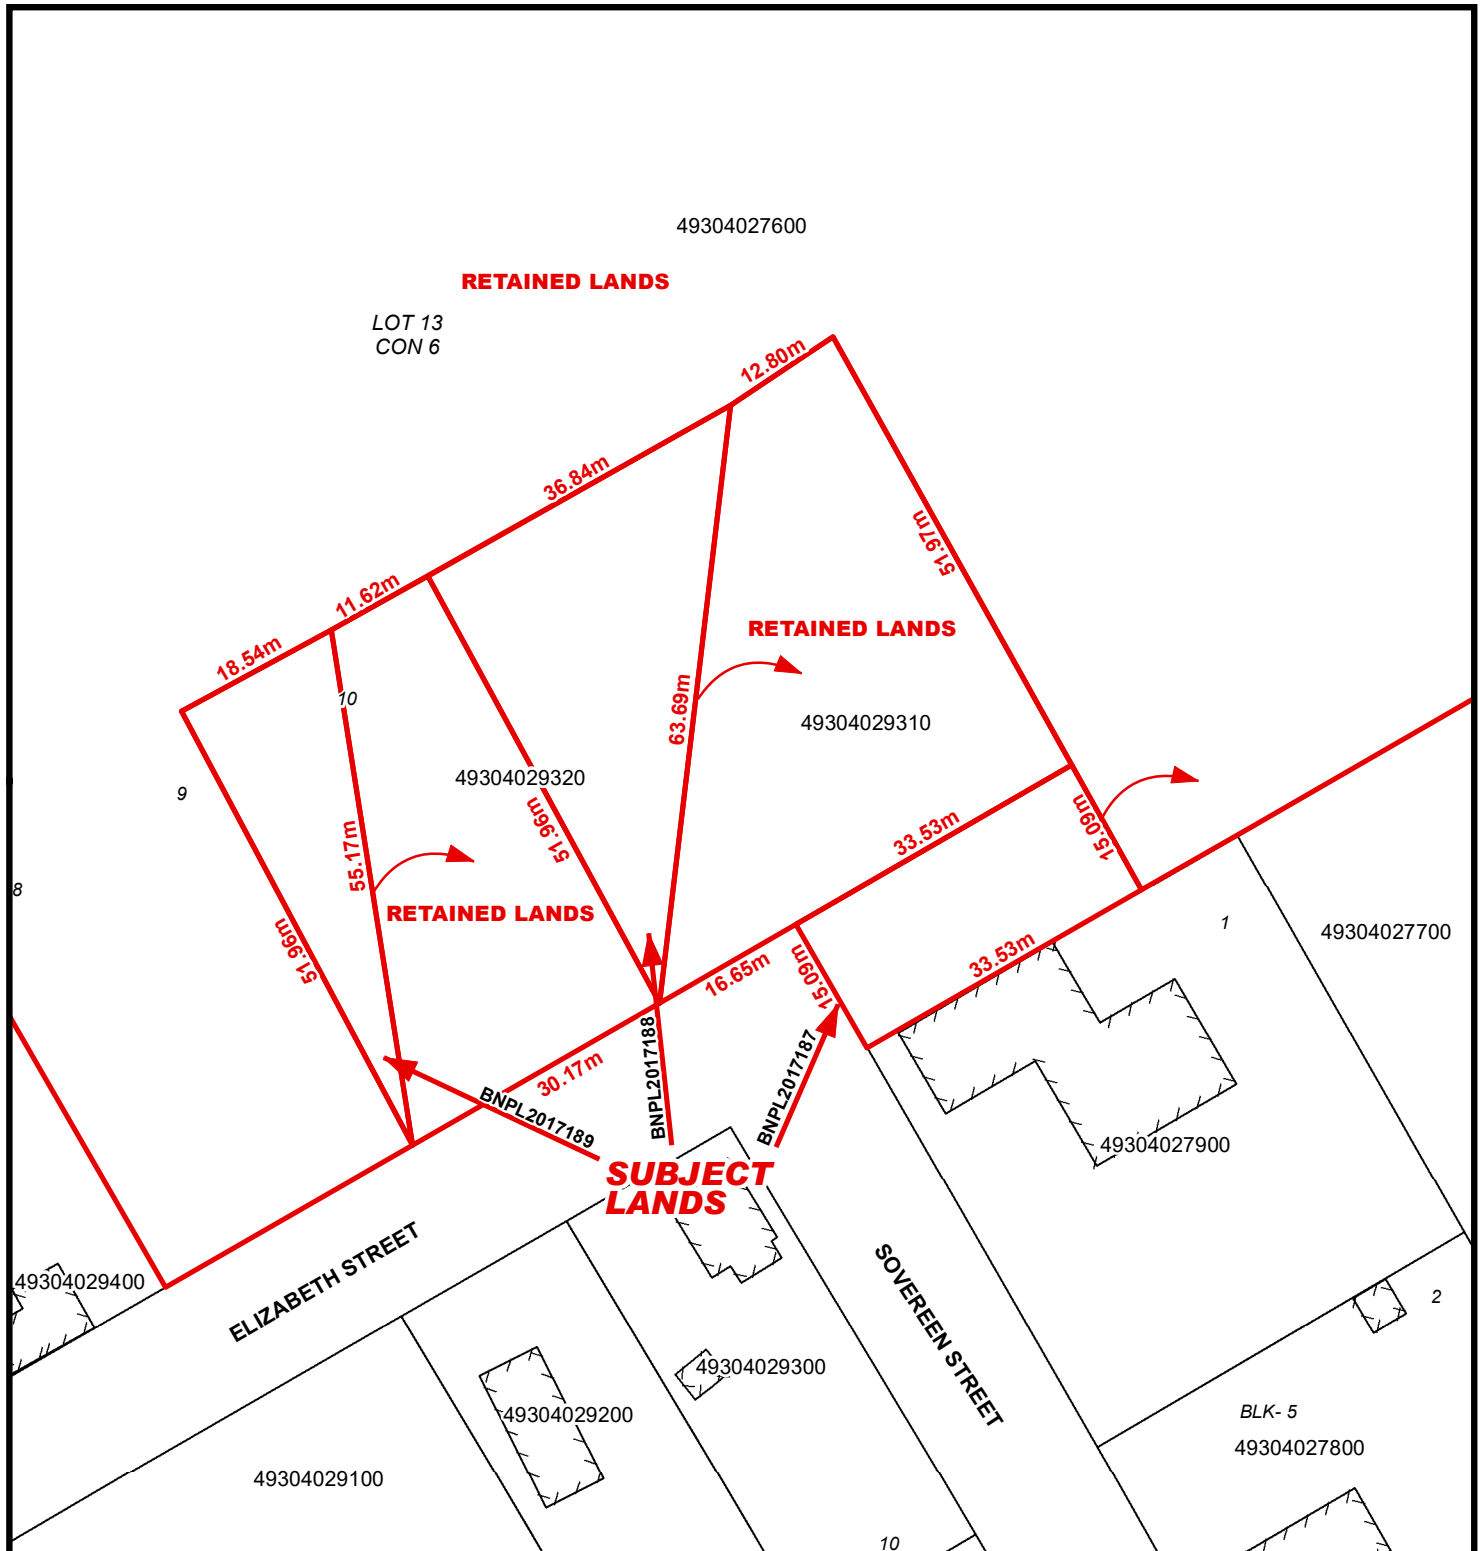 49304027600
RETAINED LANDS
LOT 13
CON 6
12.80m
36.84m
51.97m
11.62m
RETAINED LANDS
18.54m
10
63.69m
49304029310
49304029320
9
51.96m
33.53m
15.09m
55.17m
8
RETAINED LANDS
1
49304027700
51.96m
16.65m
15.09m
33.53m
30.17m
BNPL2017188
BNPL2017187
BNPL2017189
49304027900
SUBJECT
LANDS
ELIZABETH STREET
49304029400
SOVEREEN STREET
2
49304029300
49304029200
BLK- 5
49304027800
49304029100
10